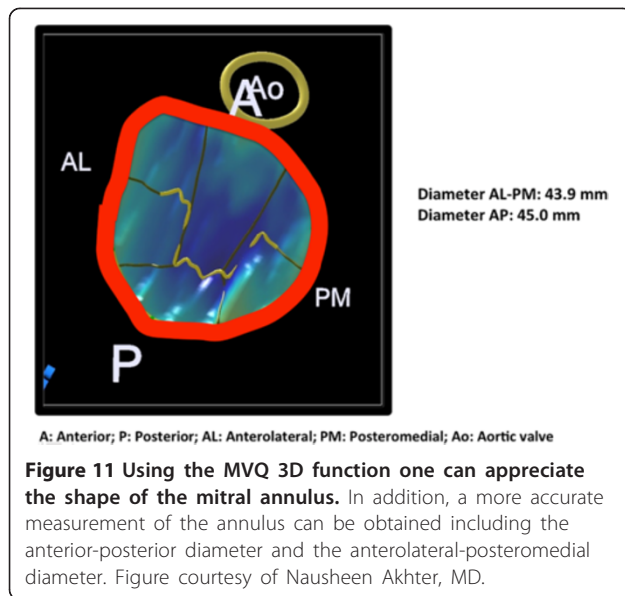 A
Ao
AL
Diameter AL-PM: 43.9 mm
Diameter AP: 45.0 mm
PM
P
A: Anterior; P: Posterior; AL: Anterolateral; PM: Posteromedial; Ao: Aortic valve
Figure 11 Using the MVQ 3D function one can appreciate
the shape of the mitral annulus. In addition, a more accurate
measurement of the annulus can be obtained including the
anterior-posterior diameter and the anterolateral-posteromedial
diameter. Figure courtesy of Nausheen Akhter, MD.